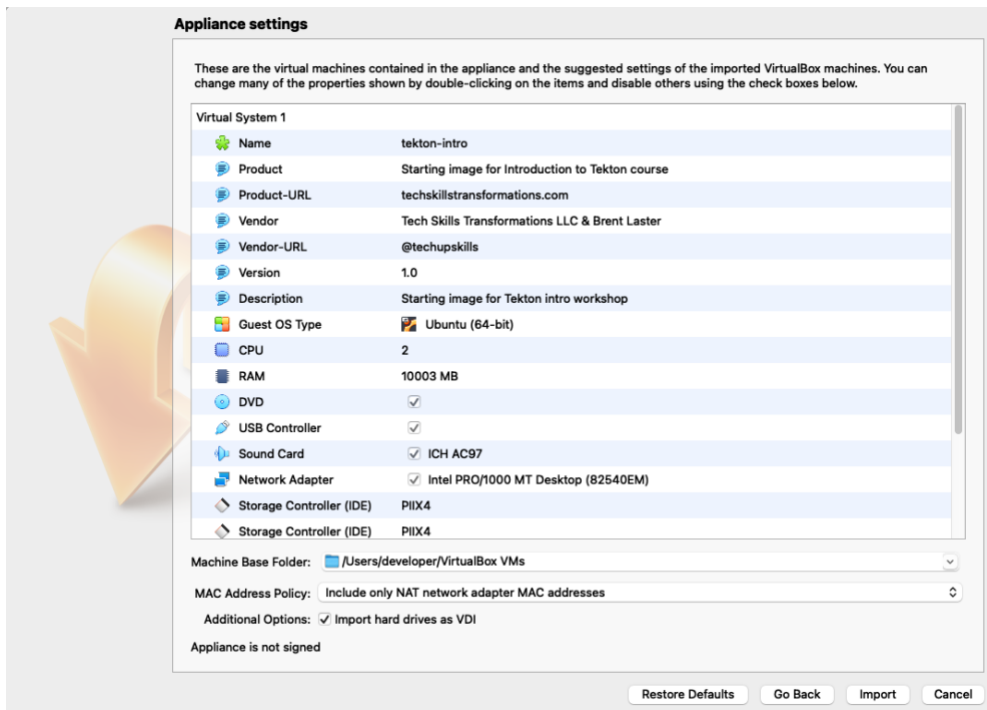 Appliance settings
These are the virtual machines contained in the appliance and the suggested settings of the imported VirtualBox machines. You can
change many of the properties shown by double-clicking on the items and disable others using the check boxes below.
Virtual System 1
Name tekton-intro
Product Starting image for Introduction to Tekton course
Product-URL techskillstransformations.com
Vendor Tech Skills Transformations LLC & Brent Laster
Vendor-URL @techupskills
Version 1.0
Description Starting image for Tekton intro workshop
Guest OS Type Ubuntu (64-bit)
CPU 2
RAM 10003 MB
DVD
USB Controller
Sound Card ICH AC97
Network Adapter Intel PRO/1000 MT Desktop (82540EM)
Storage Controller (IDE) PIIX4
Storage Controller (IDE) PIIX4
Machine Base Folder: /Users/developer/VirtualBox VMs
MAC Address Policy: Include only NAT network adapter MAC addresses
Additional Options: Import hard drives as VDI
Appliance is not signed
Restore Defaults Go Back Import Cancel